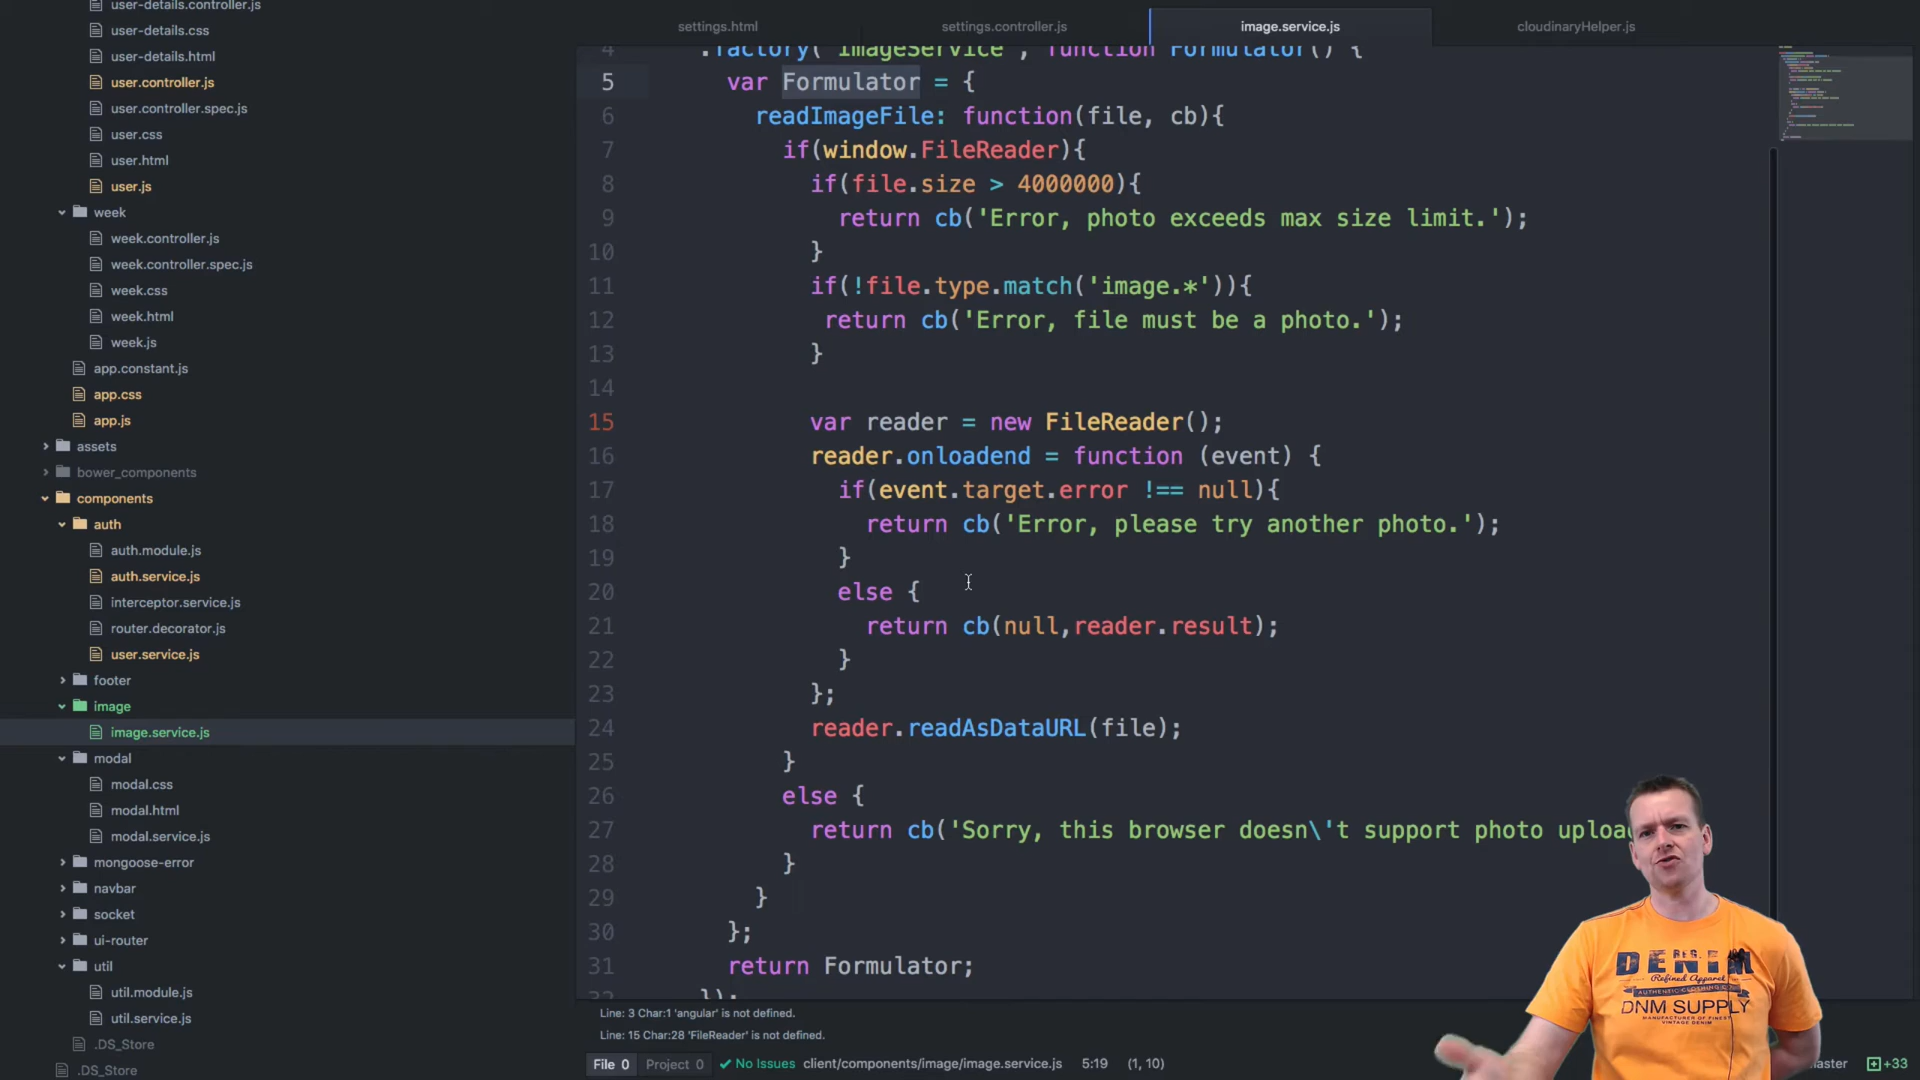 user-details.controller.js
user-details.css
user-details.html
user.controller.js
user.controller.spec.js
user.css
user.html
user.js
week
week.controller.js
week.controller.spec.js
week.css
week.html
week.js
app.constant.js
app.css
app.js
assets
bower_components
components
auth
auth.module.js
auth.service.js
interceptor.service.js
router.decorator.js
user.service.js
footer
image
image.service.js
modal
modal.css
modal.html
modal.service.js
mongoose-error
navbar
socket
ui-router
util
util.module.js
util.service.js
.DS_Store
.DS_Store
settings.html settings.controller.js image.service.js cloudinaryHelper.js
4 .factory('ImageService', function Formulator() {
5 var Formulator = {
6 readImageFile: function(file, cb){
7 if(window.FileReader){
8 if(file.size > 4000000){
9 return cb('Error, photo exceeds max size limit.');
10 }
11 if(!file.type.match('image.*')){
12 return cb('Error, file must be a photo.');
13 }
14
15 var reader = new FileReader();
16 reader.onloadend = function (event) {
17 if(event.target.error !== null){
18 return cb('Error, please try another photo.');
19 }
20 else {
21 return cb(null,reader.result);
22 }
23 };
24 reader.readAsDataURL(file);
25 }
26 else {
27 return cb('Sorry, this browser doesn\'t support photo uploa
28 }
29 }
30 };
31 return Formulator;
32 });
Line: 3 Char:1 'angular' is not defined.
Line: 15 Char:28 'FileReader' is not defined.
File 0 Project 0 No Issues client/components/image/image.service.js 5:19 (1, 10) master +33
DENIM
Refined Apparel
DNM SUPPLY